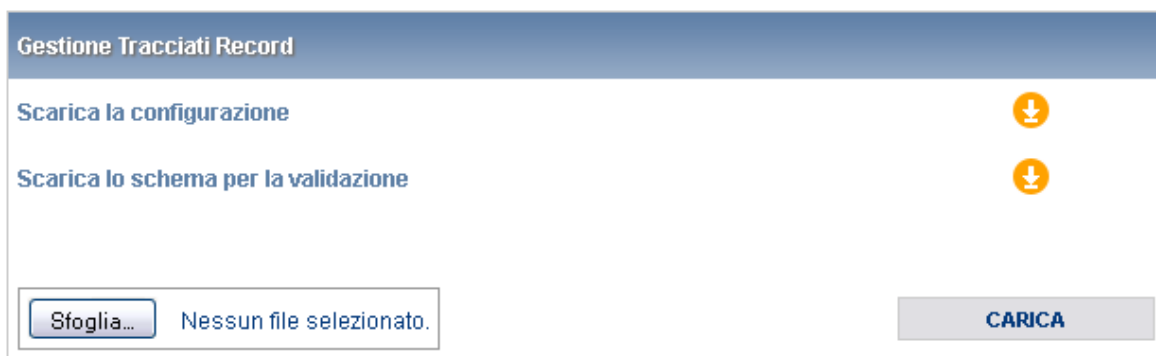 Gestione Tracciati Record
Scarica la configurazione
Scarica lo schema per la validazione
Sfoglia... Nessun file selezionato.
CARICA